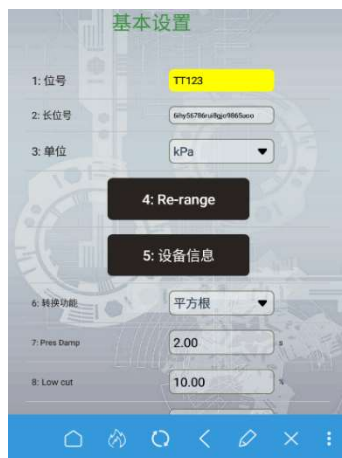 基本设置
1: 位号 TT123
2: 长位号 6ihy56786rui8gjo9865uoo
3: 单位 kPa
4: Re-range
5: 设备信息
6: 转换功能 平方根
7: Pres Damp 2.00 s
8: Low cut 10.00 %